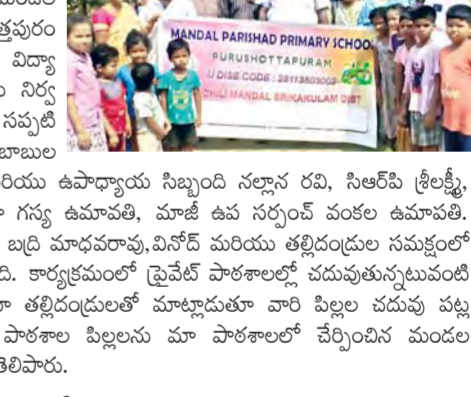 త్తపురం
విద్యా
నిర్వ
సప్పటి
బాబుల
MANDAL PARISHAD PRIMARY SCHOOL
PURUSHOTTAPURAM
U DISE CODE : 28113803002
CHILI MANDAL SRIKAKULAM DIST
రియు ఉపాధ్యాయ సిబ్బంది నల్లాన రవి, సిఆర్‌పి శ్రీలక్ష్మీ,
గస్య ఉమావతి, మాజీ ఉప సర్పంచ్ వంకల ఉమాపతి.
బద్రి మాధవరావు,వినోద్ మరియు తల్లిదండ్రుల సమక్షంలో
ది. కార్యక్రమంలో ప్రైవేట్ పాఠశాలల్లో చదువుతున్నటువంటి
తల్లిదండ్రులతో మాట్లాడుతూ వారి పిల్లల చదువు పట్ల
పాఠశాల పిల్లలను మా పాఠశాలలో చేర్పించిన మండల
తెలిపారు.